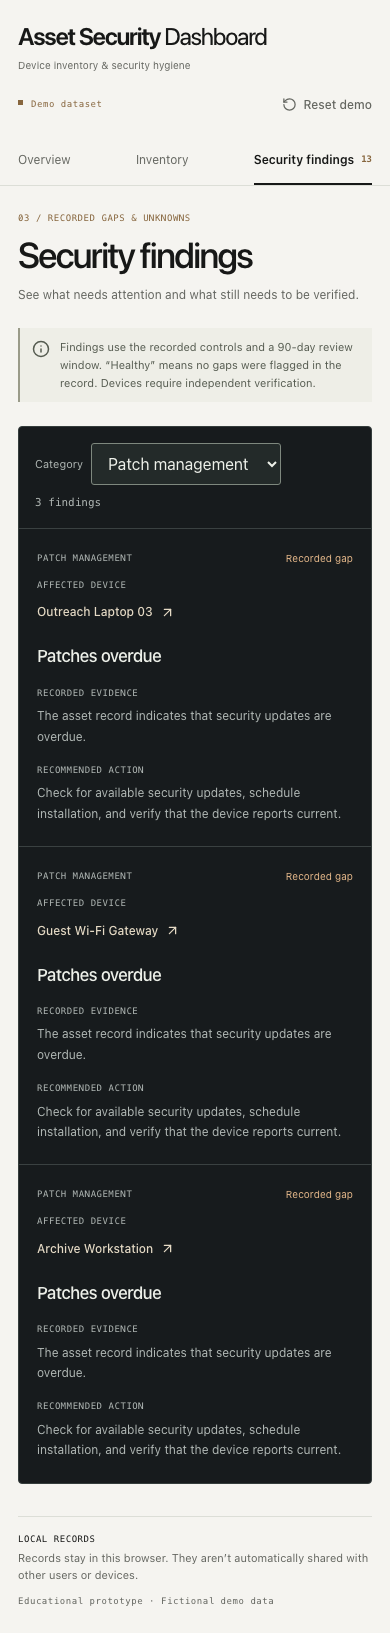 Asset Security Dashboard
Device inventory & security hygiene
Demo dataset
Reset demo
Overview
Inventory
Security findings 13
03 / RECORDED GAPS & UNKNOWNS
Security findings
See what needs attention and what still needs to be verified.
Findings use the recorded controls and a 90-day review
window. “Healthy” means no gaps were flagged in the
record. Devices require independent verification.
Category
Patch management
3 findings
PATCH MANAGEMENT
Recorded gap
AFFECTED DEVICE
Outreach Laptop 03
Patches overdue
RECORDED EVIDENCE
The asset record indicates that security updates are
overdue.
RECOMMENDED ACTION
Check for available security updates, schedule
installation, and verify that the device reports current.
PATCH MANAGEMENT
Recorded gap
AFFECTED DEVICE
Guest Wi-Fi Gateway
Patches overdue
RECORDED EVIDENCE
The asset record indicates that security updates are
overdue.
RECOMMENDED ACTION
Check for available security updates, schedule
installation, and verify that the device reports current.
PATCH MANAGEMENT
Recorded gap
AFFECTED DEVICE
Archive Workstation
Patches overdue
RECORDED EVIDENCE
The asset record indicates that security updates are
overdue.
RECOMMENDED ACTION
Check for available security updates, schedule
installation, and verify that the device reports current.
LOCAL RECORDS
Records stay in this browser. They aren’t automatically shared with
other users or devices.
Educational prototype · Fictional demo data